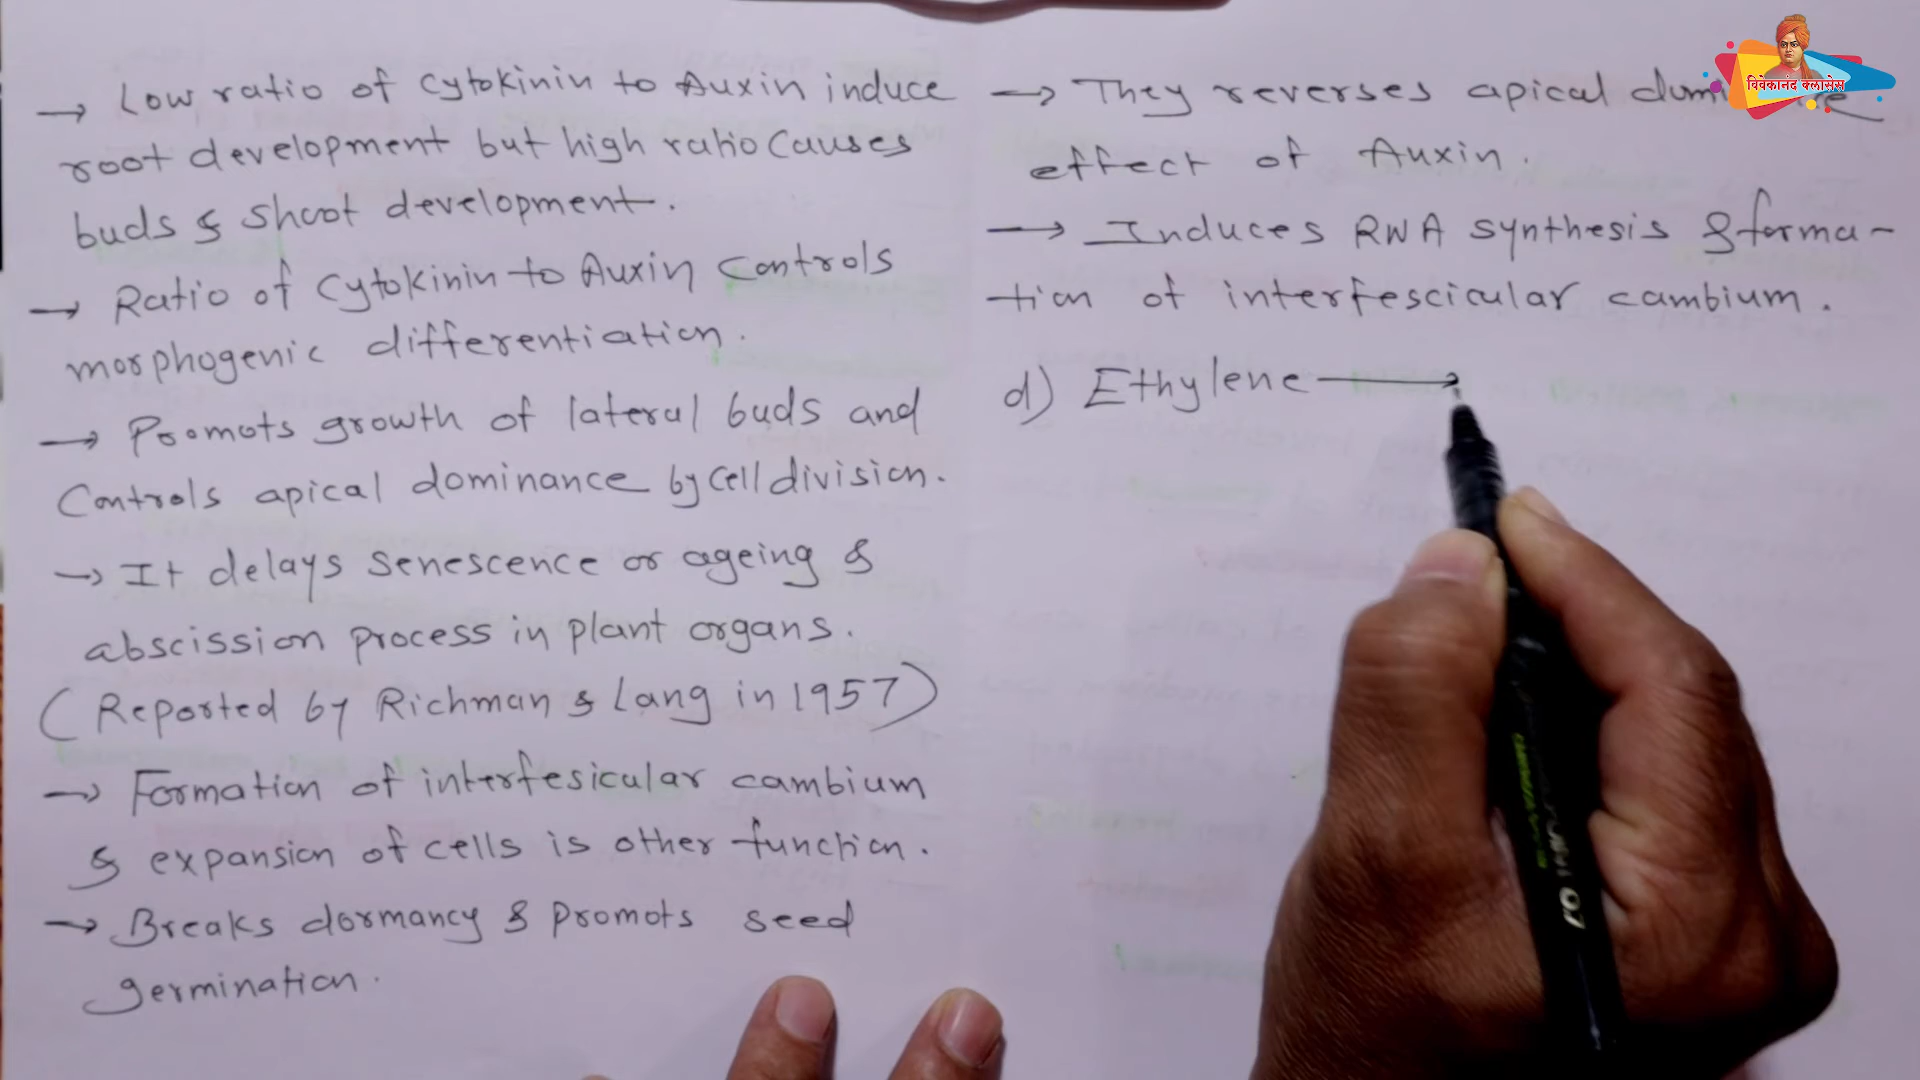 → Low ratio of cytokinin to Auxin induce
root development but high ratio causes
buds & shoot development.
→ Ratio of cytokinin to Auxin controls
morphogenic differentiation.
→ Promots growth of lateral buds and
Controls apical dominance by cell division.
→ It delays senescence or ageing &
abscission process in plant organs.
(Reported by Richman & Lang in 1957)
→ Formation of interfesicular cambium
& expansion of cells is other function.
→ Breaks dormancy & promots seed
germination.
→ They reverses apical
effect of Auxin.
→ Induces RNA synthesis & forma-
tion of interfescicular cambium.
d) Ethylene →
विवेकानंद क्लासेस